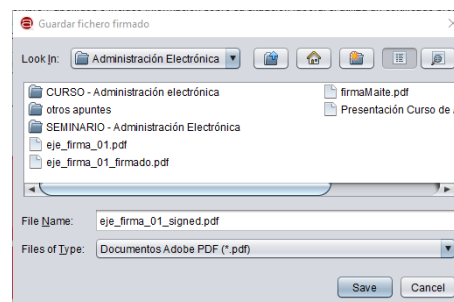 Guardar fichero firmado
Look In: Administración Electrónica
CURSO - Administración electrónica
otros apuntes
SEMINARIO - Administración Electrónica
eje_firma_01.pdf
eje_firma_01_firmado.pdf
firmaMaite.pdf
Presentación Curso de
File Name: eje_firma_01_signed.pdf
Files of Type: Documentos Adobe PDF (*.pdf)
Save Cancel